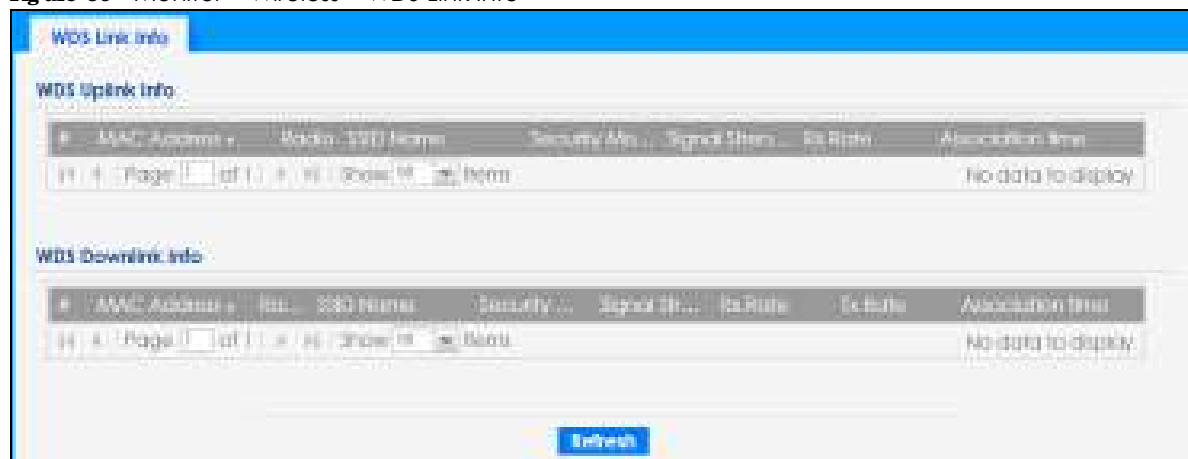 WDS Link Info
WDS Uplink Info
# MAC Address Radio SSID Name Security Mo... Signal Stren... Association time
Page 1 of 1 Show Items No data to display
WDS Downlink Info
# MAC Address Ra... SSID Name Security ... Signal Str... Rx Rate Tx Rate Association time
Page 1 of 1 Show Items No data to display
Refresh